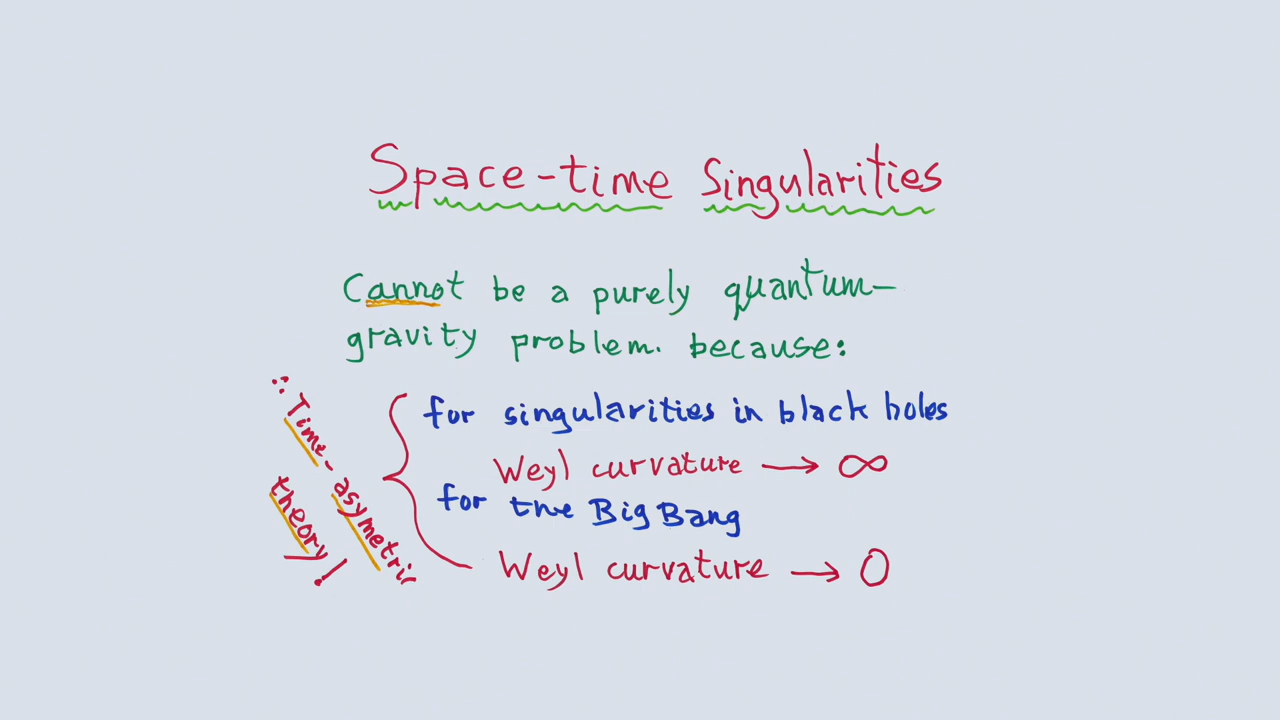 Space-time Singularities
Cannot be a purely quantum-
gravity problem. because:
for singularities in black holes
Weyl curvature → ∞
for the Big Bang
Weyl curvature → 0
∴ Time-asymetric
theory!